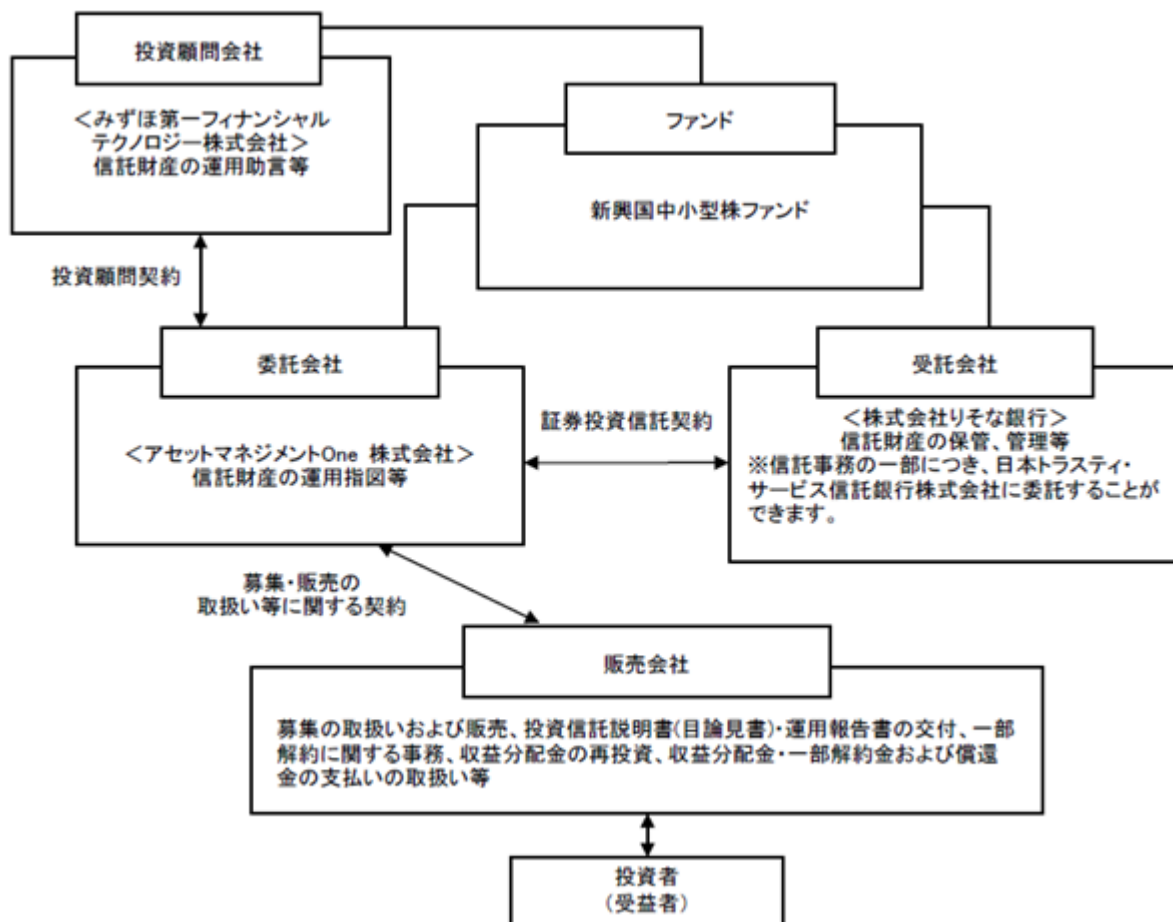 投資顧問会社
＜みずほ第一フィナンシャル
テクノロジー株式会社＞
信託財産の運用助言等
ファンド
新興国中小型株ファンド
投資顧問契約
委託会社
＜アセットマネジメントOne 株式会社＞
信託財産の運用指図等
証券投資信託契約
受託会社
＜株式会社りそな銀行＞
信託財産の保管、管理等
※信託事務の一部につき、日本トラスティ・
サービス信託銀行株式会社に委託することが
できます。
募集・販売の
取扱い等に関する契約
販売会社
募集の取扱いおよび販売、投資信託説明書(目論見書)・運用報告書の交付、一部
解約に関する事務、収益分配金の再投資、収益分配金・一部解約金および償還
金の支払いの取扱い等
投資者
（受益者）